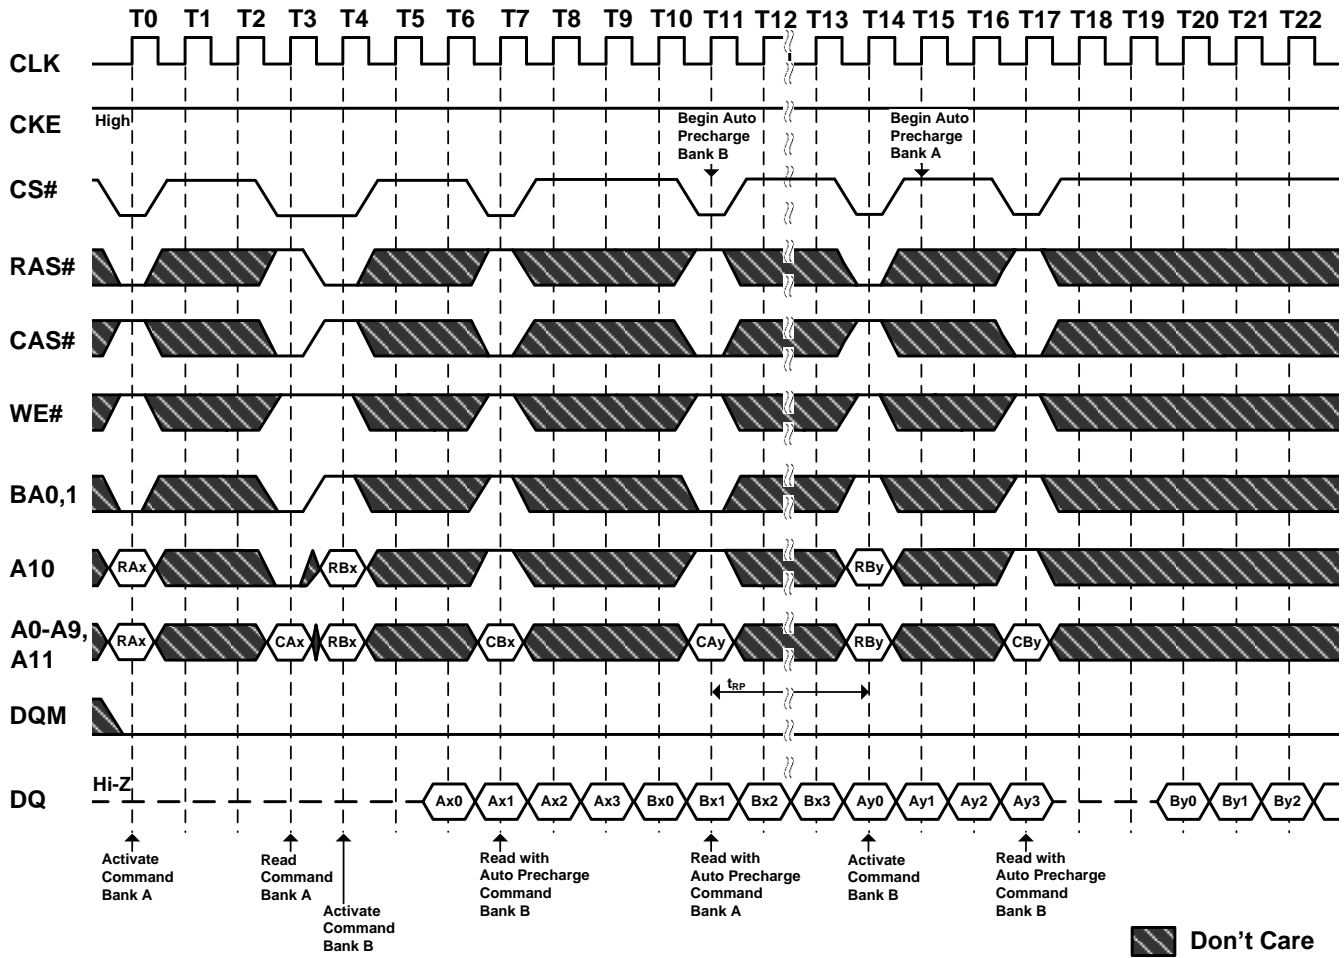 T0 T1 T2 T3 T4 T5 T6 T7 T8 T9 T10 T11 T12 T13 T14 T15 T16 T17 T18 T19 T20 T21 T22
CLK
CKE
High
Begin Auto
Precharge
Bank B
Begin Auto
Precharge
Bank A
CS#
RAS#
CAS#
WE#
BA0,1
A10
RAx RBx RBy
A0-A9,
A11
RAx CAx RBx CBx CAy RBy CBy
tRP
DQM
DQ
Hi-Z
Ax0 Ax1 Ax2 Ax3 Bx0 Bx1 Bx2 Bx3 Ay0 Ay1 Ay2 Ay3 By0 By1 By2
Activate
Command
Bank A
Read
Command
Bank A
Activate
Command
Bank B
Read with
Auto Precharge
Command
Bank B
Read with
Auto Precharge
Command
Bank A
Activate
Command
Bank B
Read with
Auto Precharge
Command
Bank B
Don't Care